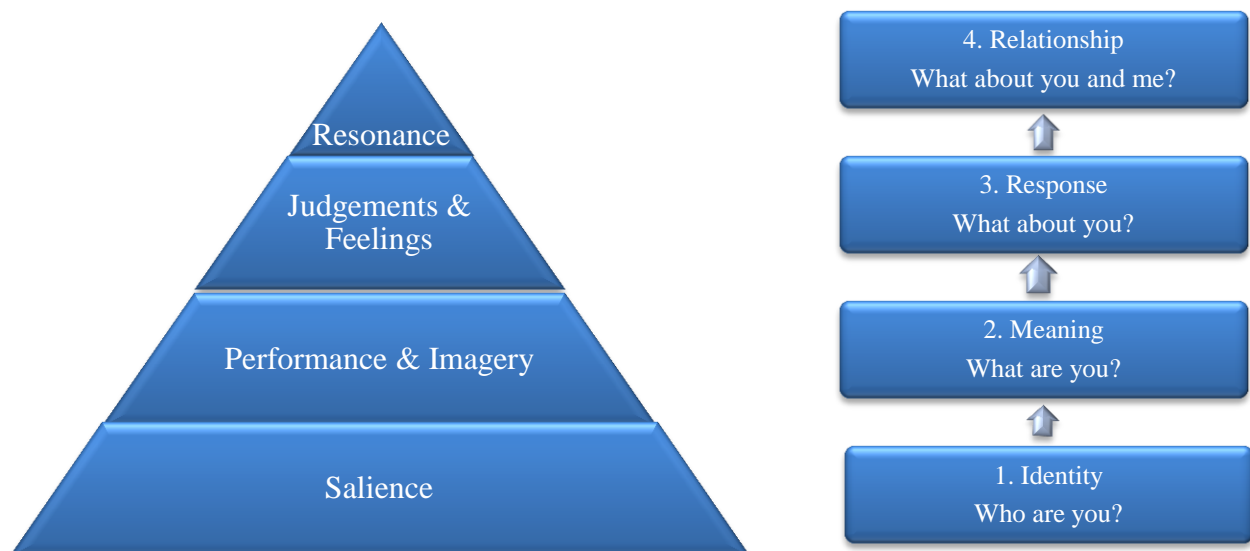 Resonance
Judgements &
Feelings
Performance & Imagery
Salience
4. Relationship
What about you and me?
3. Response
What about you?
2. Meaning
What are you?
1. Identity
Who are you?